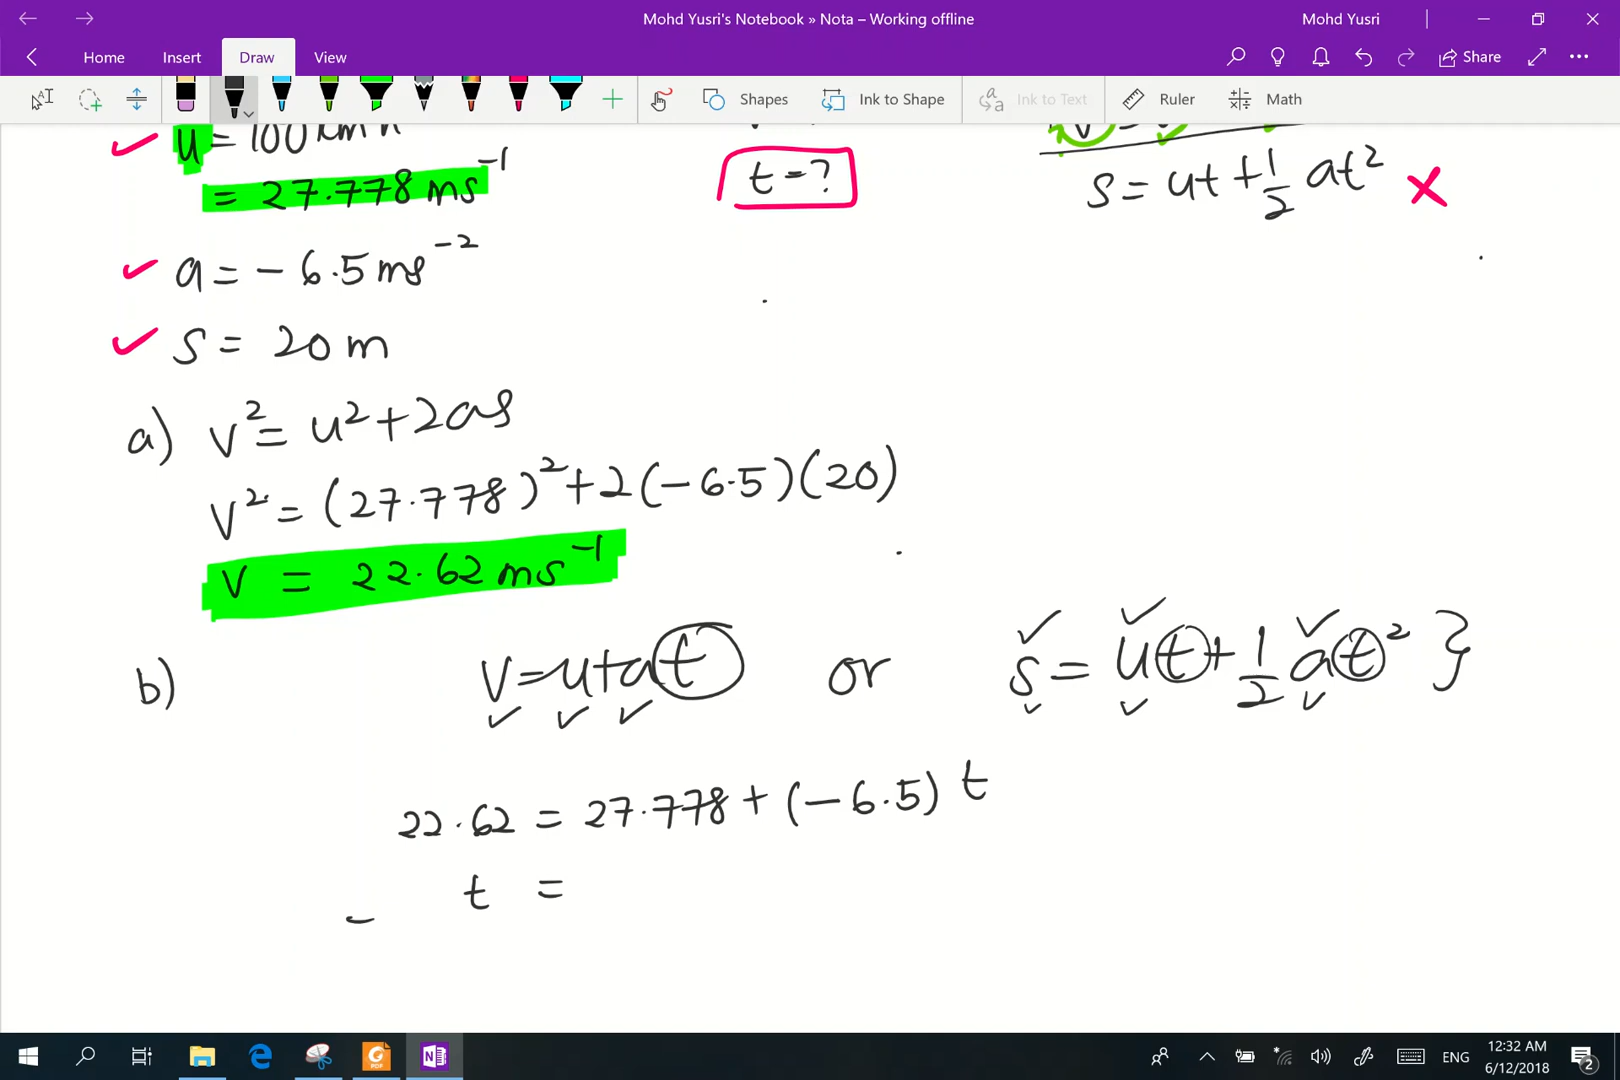 Mohd Yusri's Notebook » Nota – Working offline
Mohd Yusri
Home Insert Draw View
Share
Shapes Ink to Shape Ink to Text Ruler Math
u = 100 km h
= 27.778 ms⁻¹
t = ?
s = ut + 1/2 at²
a = - 6.5 ms⁻²
s = 20 m
a) v² = u² + 2as
v² = (27.778)² + 2(-6.5)(20)
v = 22.62 ms⁻¹
b) v = u + at or s = ut + 1/2 at² }
22.62 = 27.778 + (-6.5) t
t =
ENG
12:32 AM
6/12/2018
2